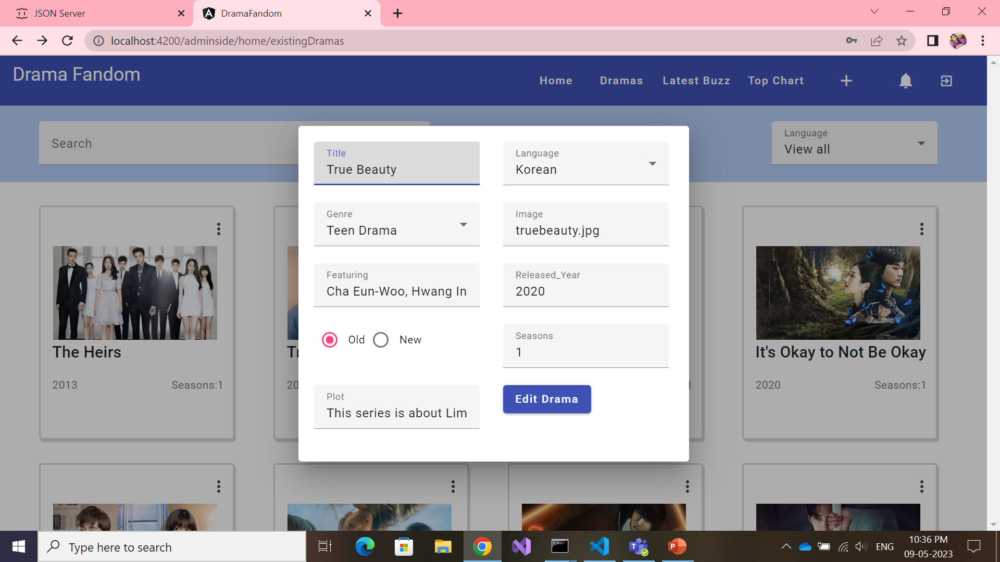 JSON Server
DramaFandom
localhost:4200/adminside/home/existingDramas
Drama Fandom
Home Dramas Latest Buzz Top Chart
Search
Language
View all
Title
True Beauty
Language
Korean
Genre
Teen Drama
Image
truebeauty.jpg
Featuring
Cha Eun-Woo, Hwang In
Released_Year
2020
Old New
Seasons
1
Plot
This series is about Lim
Edit Drama
The Heirs
2013 Seasons:1
It's Okay to Not Be Okay
2020 Seasons:1
Type here to search
ENG
10:36 PM
09-05-2023